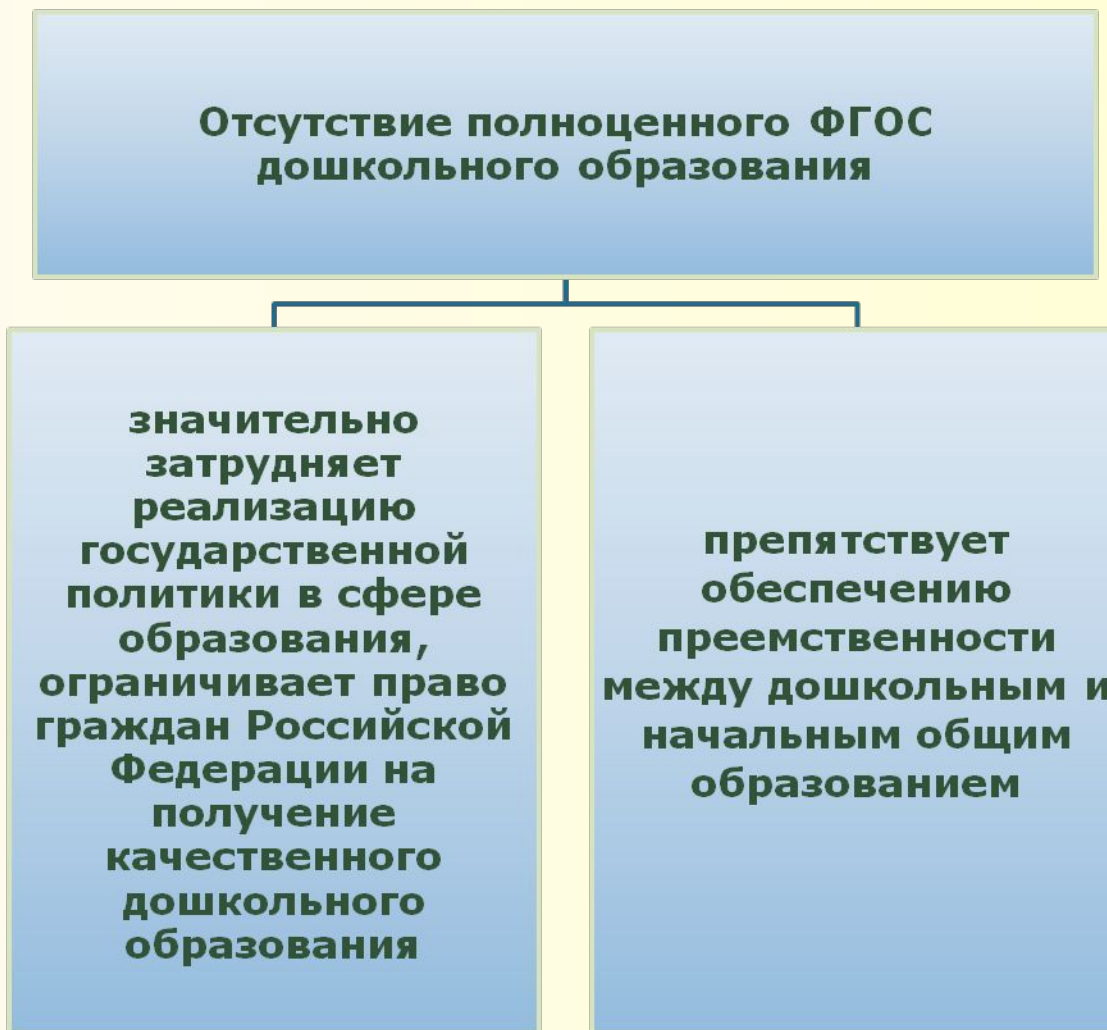 Отсутствие полноценного ФГОС
дошкольного образования
значительно
затрудняет
реализацию
государственной
политики в сфере
образования,
ограничивает право
граждан Российской
Федерации на
получение
качественного
дошкольного
образования
препятствует
обеспечению
преемственности
между дошкольным и
начальным общим
образованием